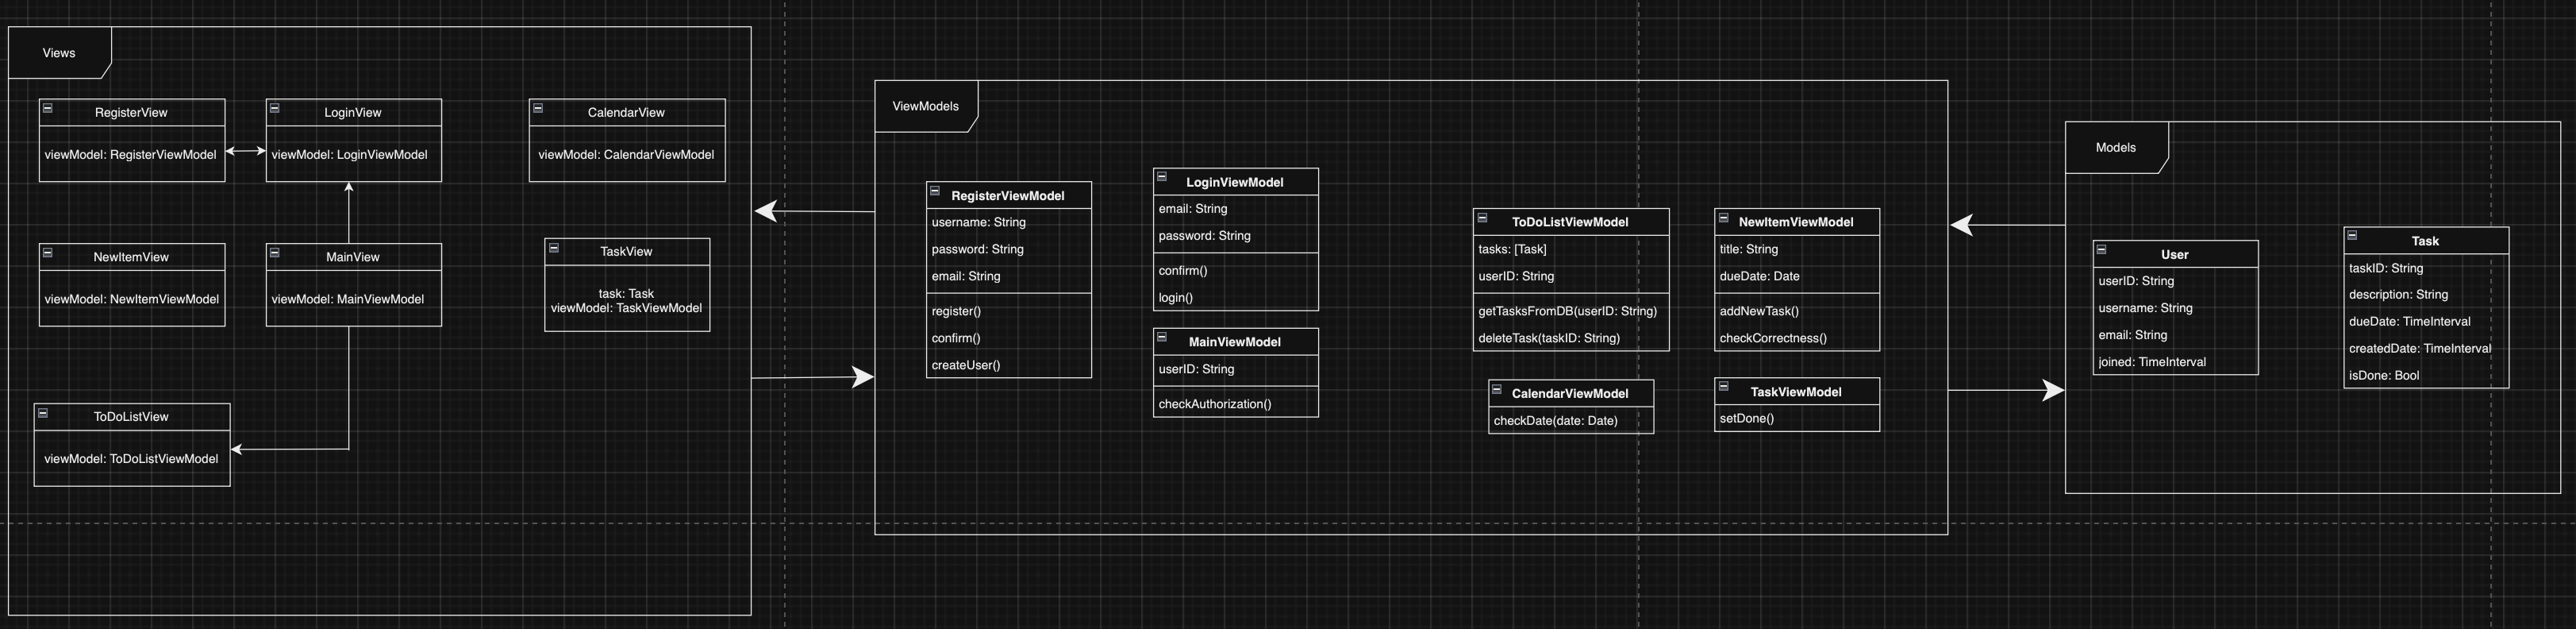 Views
RegisterView
viewModel: RegisterViewModel
LoginView
viewModel: LoginViewModel
CalendarView
viewModel: CalendarViewModel
NewItemView
viewModel: NewItemViewModel
MainView
viewModel: MainViewModel
TaskView
task: Task
viewModel: TaskViewModel
ToDoListView
viewModel: ToDoListViewModel
ViewModels
RegisterViewModel
username: String
password: String
email: String
register()
confirm()
createUser()
LoginViewModel
email: String
password: String
confirm()
login()
MainViewModel
userID: String
checkAuthorization()
ToDoListViewModel
tasks: [Task]
userID: String
getTasksFromDB(userID: String)
deleteTask(taskID: String)
NewItemViewModel
title: String
dueDate: Date
addNewTask()
checkCorrectness()
CalendarViewModel
checkDate(date: Date)
TaskViewModel
setDone()
Models
User
userID: String
username: String
email: String
joined: TimeInterval
Task
taskID: String
description: String
dueDate: TimeInterval
createdDate: TimeInterval
isDone: Bool